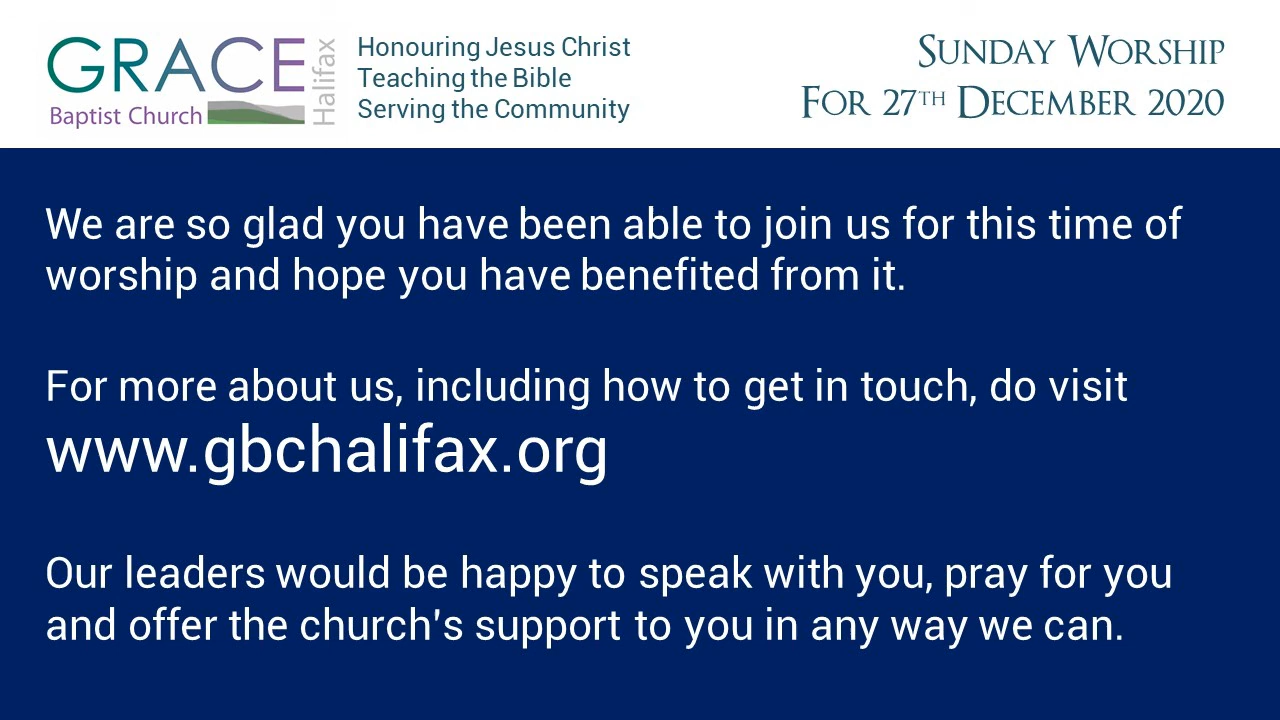 GRACE
Baptist Church
Halifax
Honouring Jesus Christ
Teaching the Bible
Serving the Community
SUNDAY WORSHIP
FOR 27TH DECEMBER 2020
We are so glad you have been able to join us for this time of
worship and hope you have benefited from it.
For more about us, including how to get in touch, do visit
www.gbchalifax.org
Our leaders would be happy to speak with you, pray for you
and offer the church's support to you in any way we can.